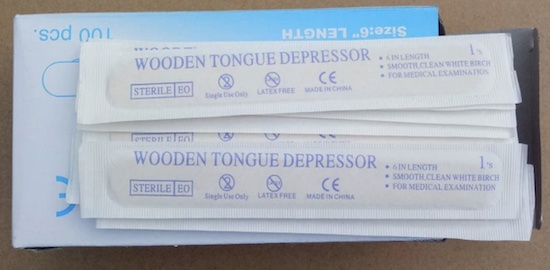 Size:6" LENGTH
100 pcs.
WOODEN TONGUE DEPRESSOR
1's
• 6 IN LENGTH
• SMOOTH, CLEAN WHITE BIRCH
• FOR MEDICAL EXAMINATION
STERILE EO
Single Use Only
LATEX FREE
CE
MADE IN CHINA
WOODEN TONGUE DEPRESSOR
1's
• 6 IN LENGTH
• SMOOTH, CLEAN WHITE BIRCH
• FOR MEDICAL EXAMINATION
STERILE EO
Single Use Only
LATEX FREE
CE
MADE IN CHINA